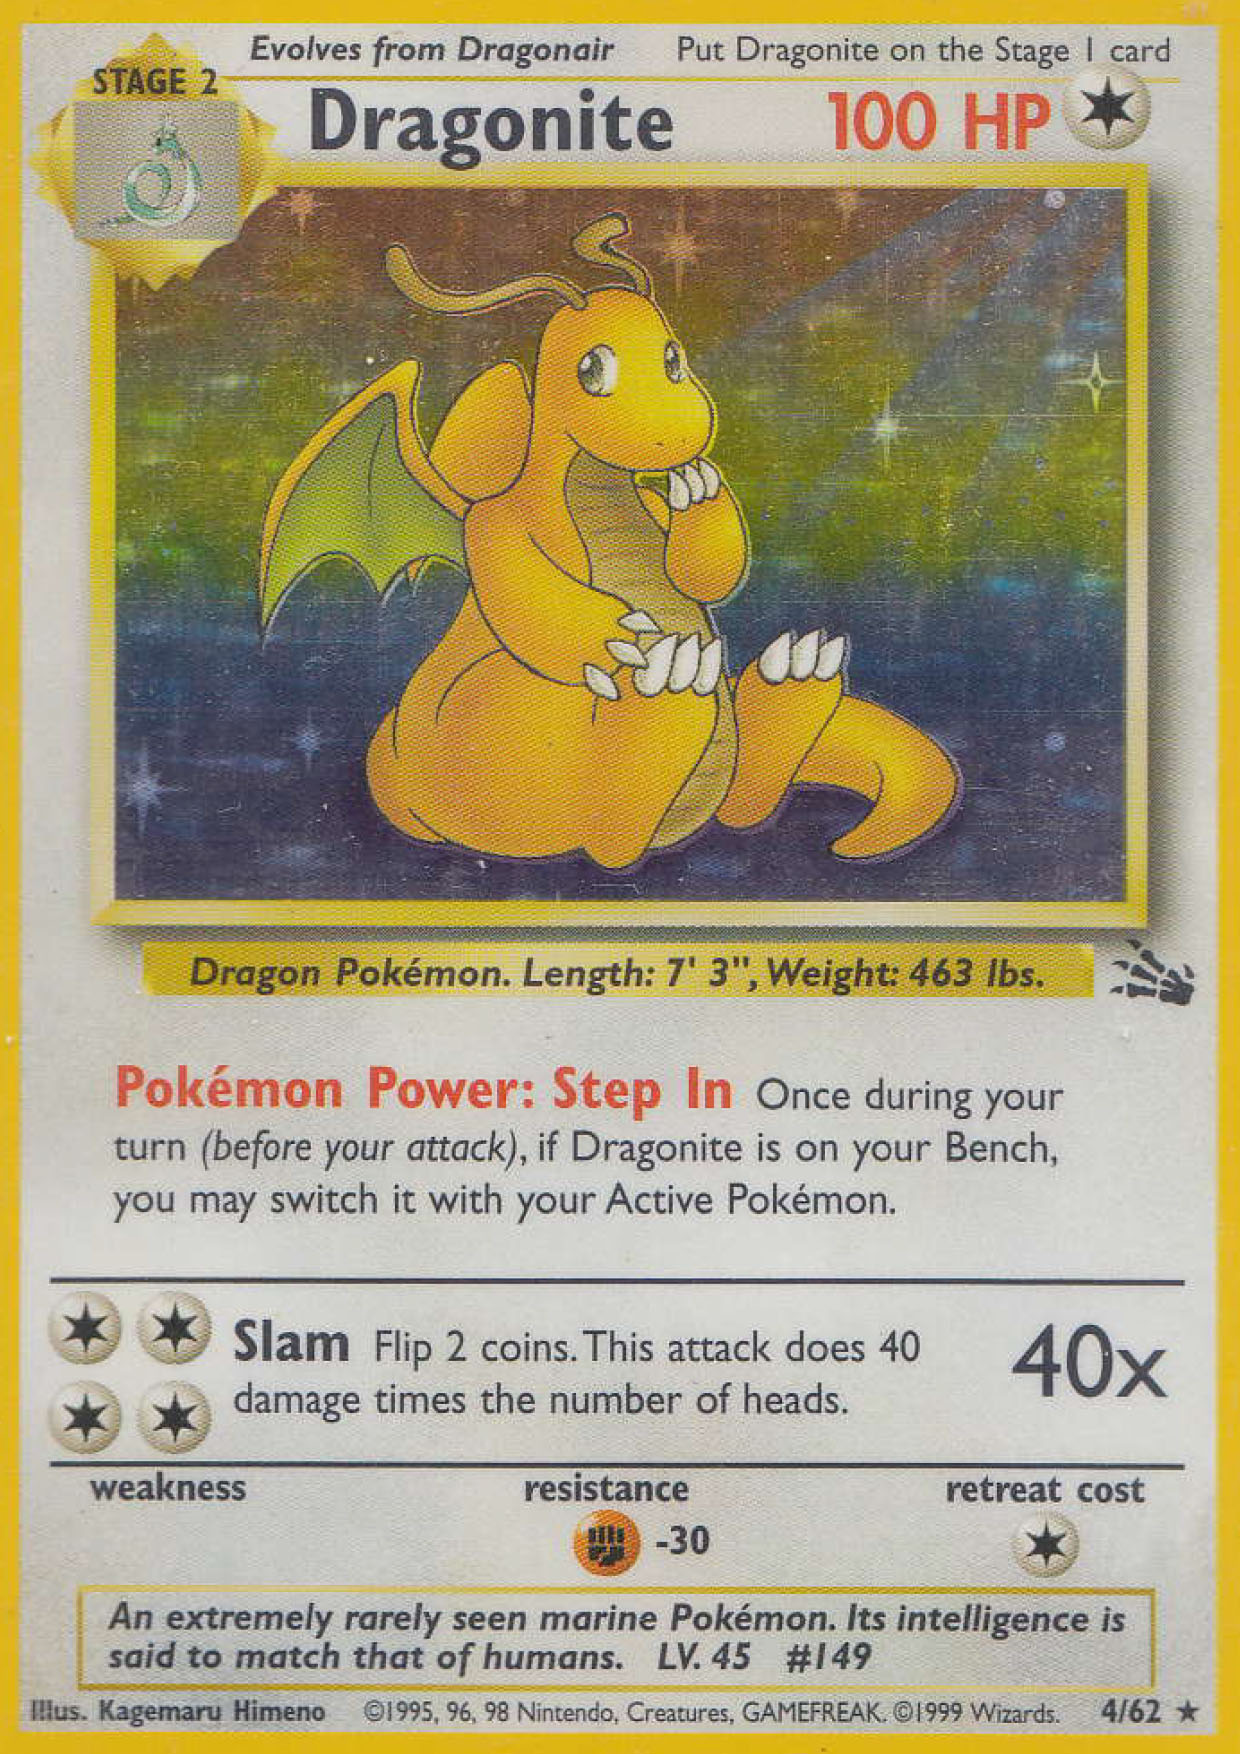 Evolves from Dragonair Put Dragonite on the Stage 1 card
STAGE 2
Dragonite 100 HP
Dragon Pokémon. Length: 7' 3", Weight: 463 lbs.
Pokémon Power: Step In Once during your
turn (before your attack), if Dragonite is on your Bench,
you may switch it with your Active Pokémon.
Slam Flip 2 coins. This attack does 40
damage times the number of heads.
40x
weakness resistance retreat cost
-30
An extremely rarely seen marine Pokémon. Its intelligence is
said to match that of humans. LV. 45 #149
Illus. Kagemaru Himeno ©1995, 96, 98 Nintendo, Creatures, GAMEFREAK. ©1999 Wizards. 4/62 ★